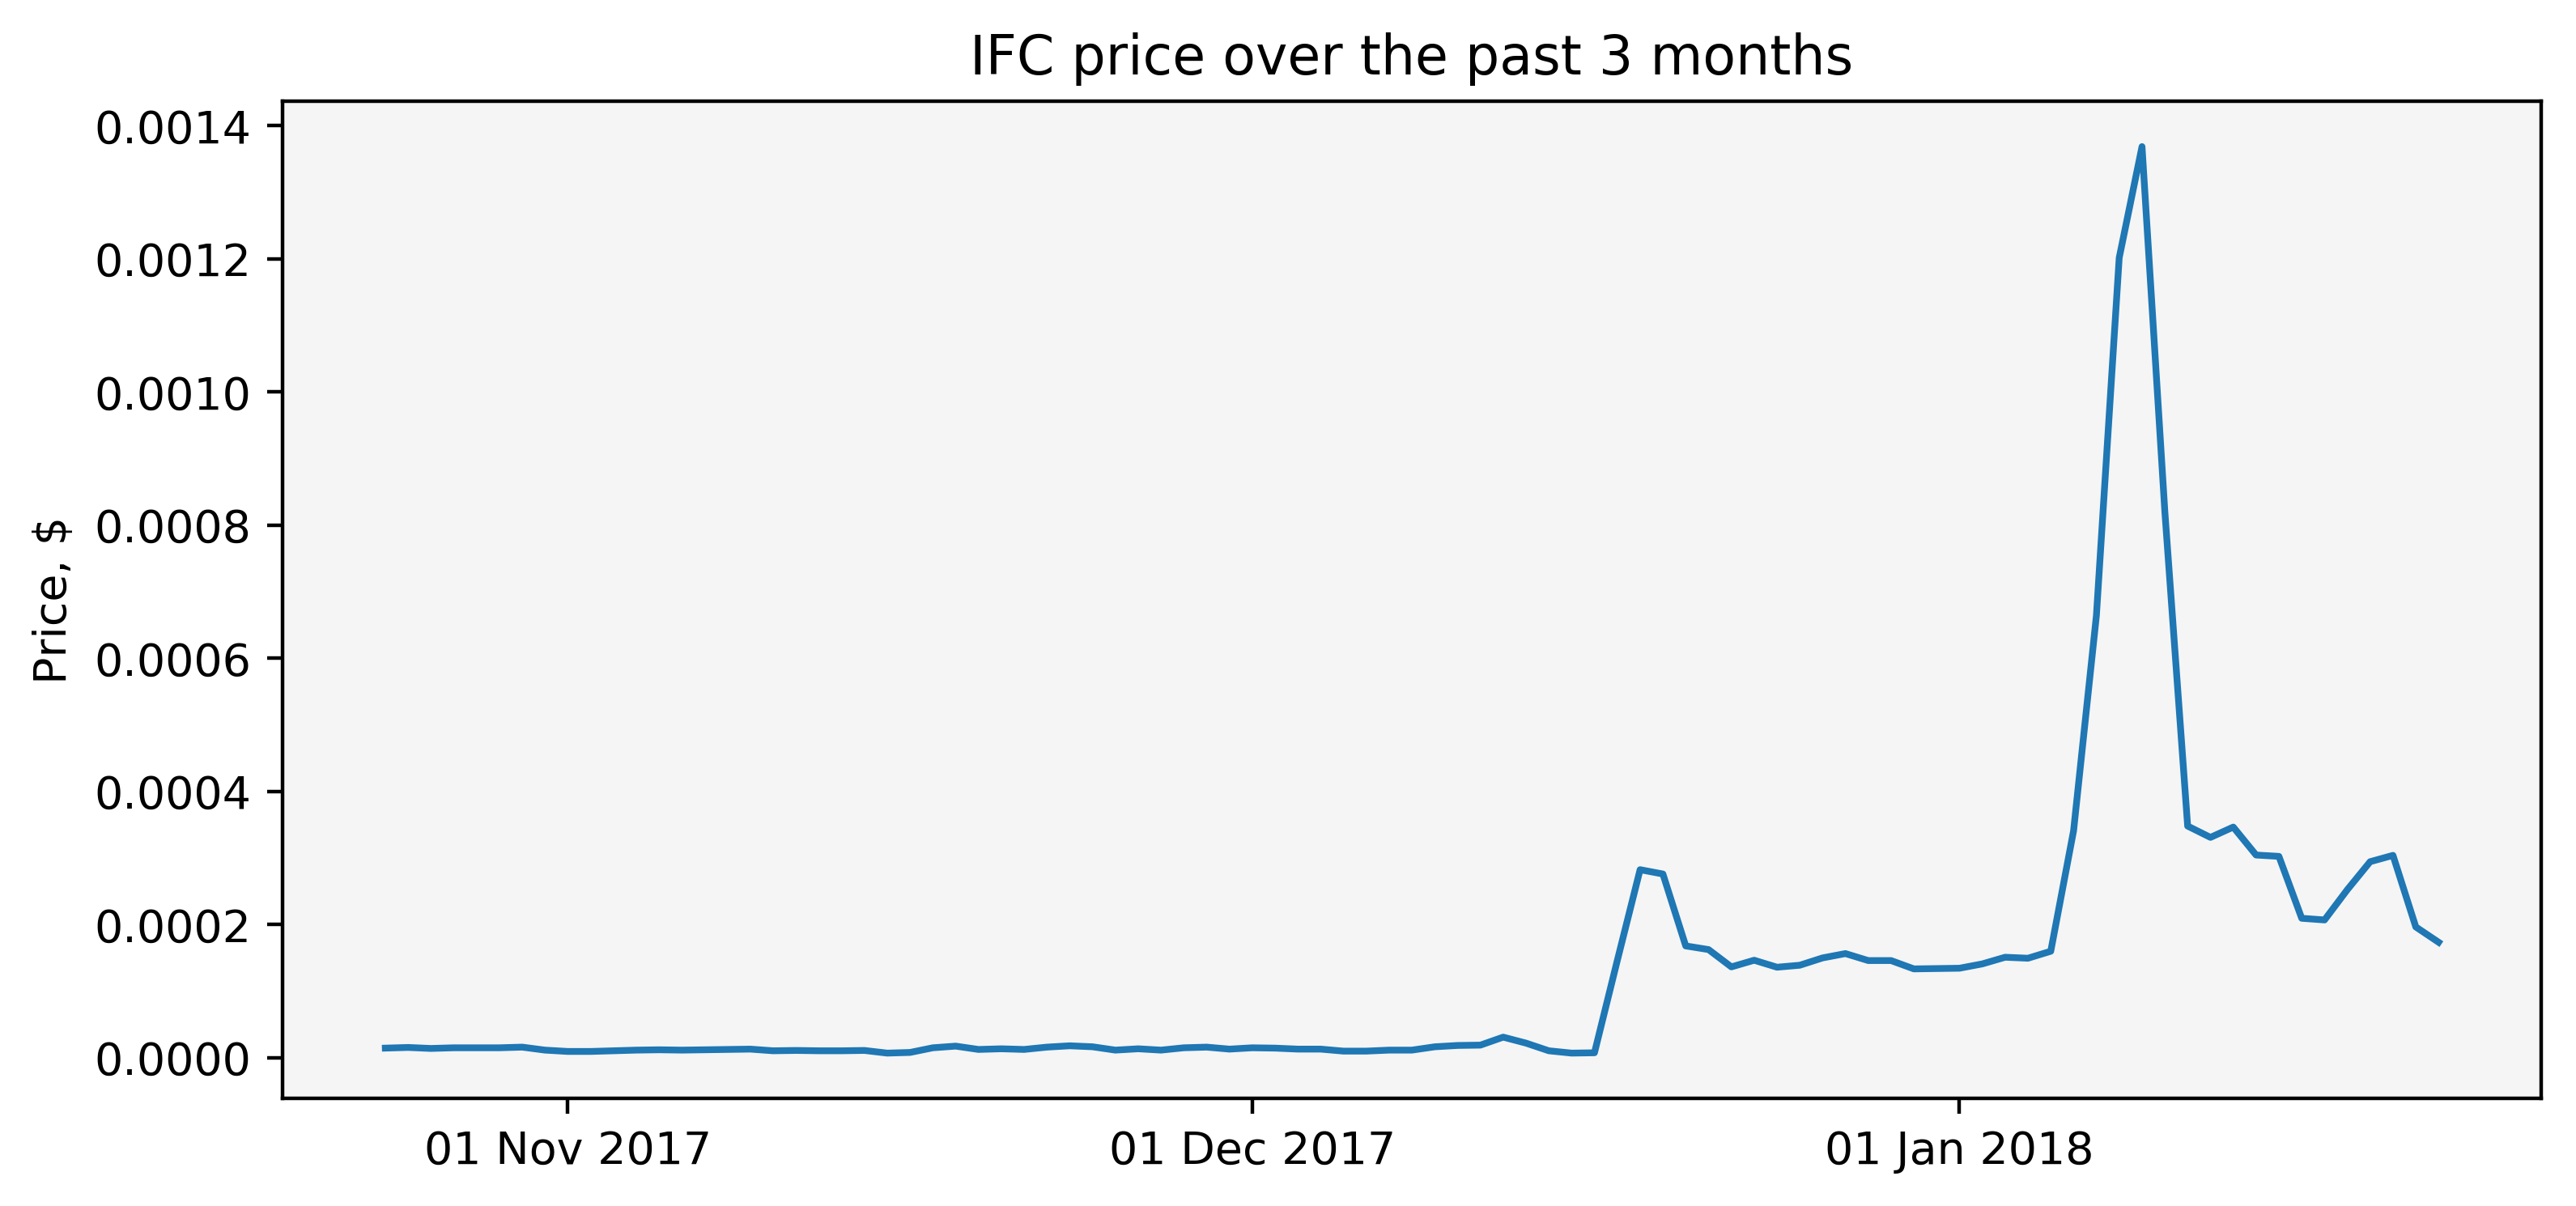 IFC price over the past 3 months
Price, $
0.0014
0.0012
0.0010
0.0008
0.0006
0.0004
0.0002
0.0000
01 Nov 2017
01 Dec 2017
01 Jan 2018